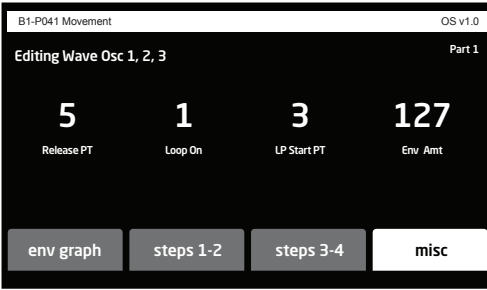 B1-P041 Movement OS v1.0
Editing Wave Osc 1, 2, 3 Part 1
5 1 3 127
Release PT Loop On LP Start PT Env Amt
env graph steps 1-2 steps 3-4 misc